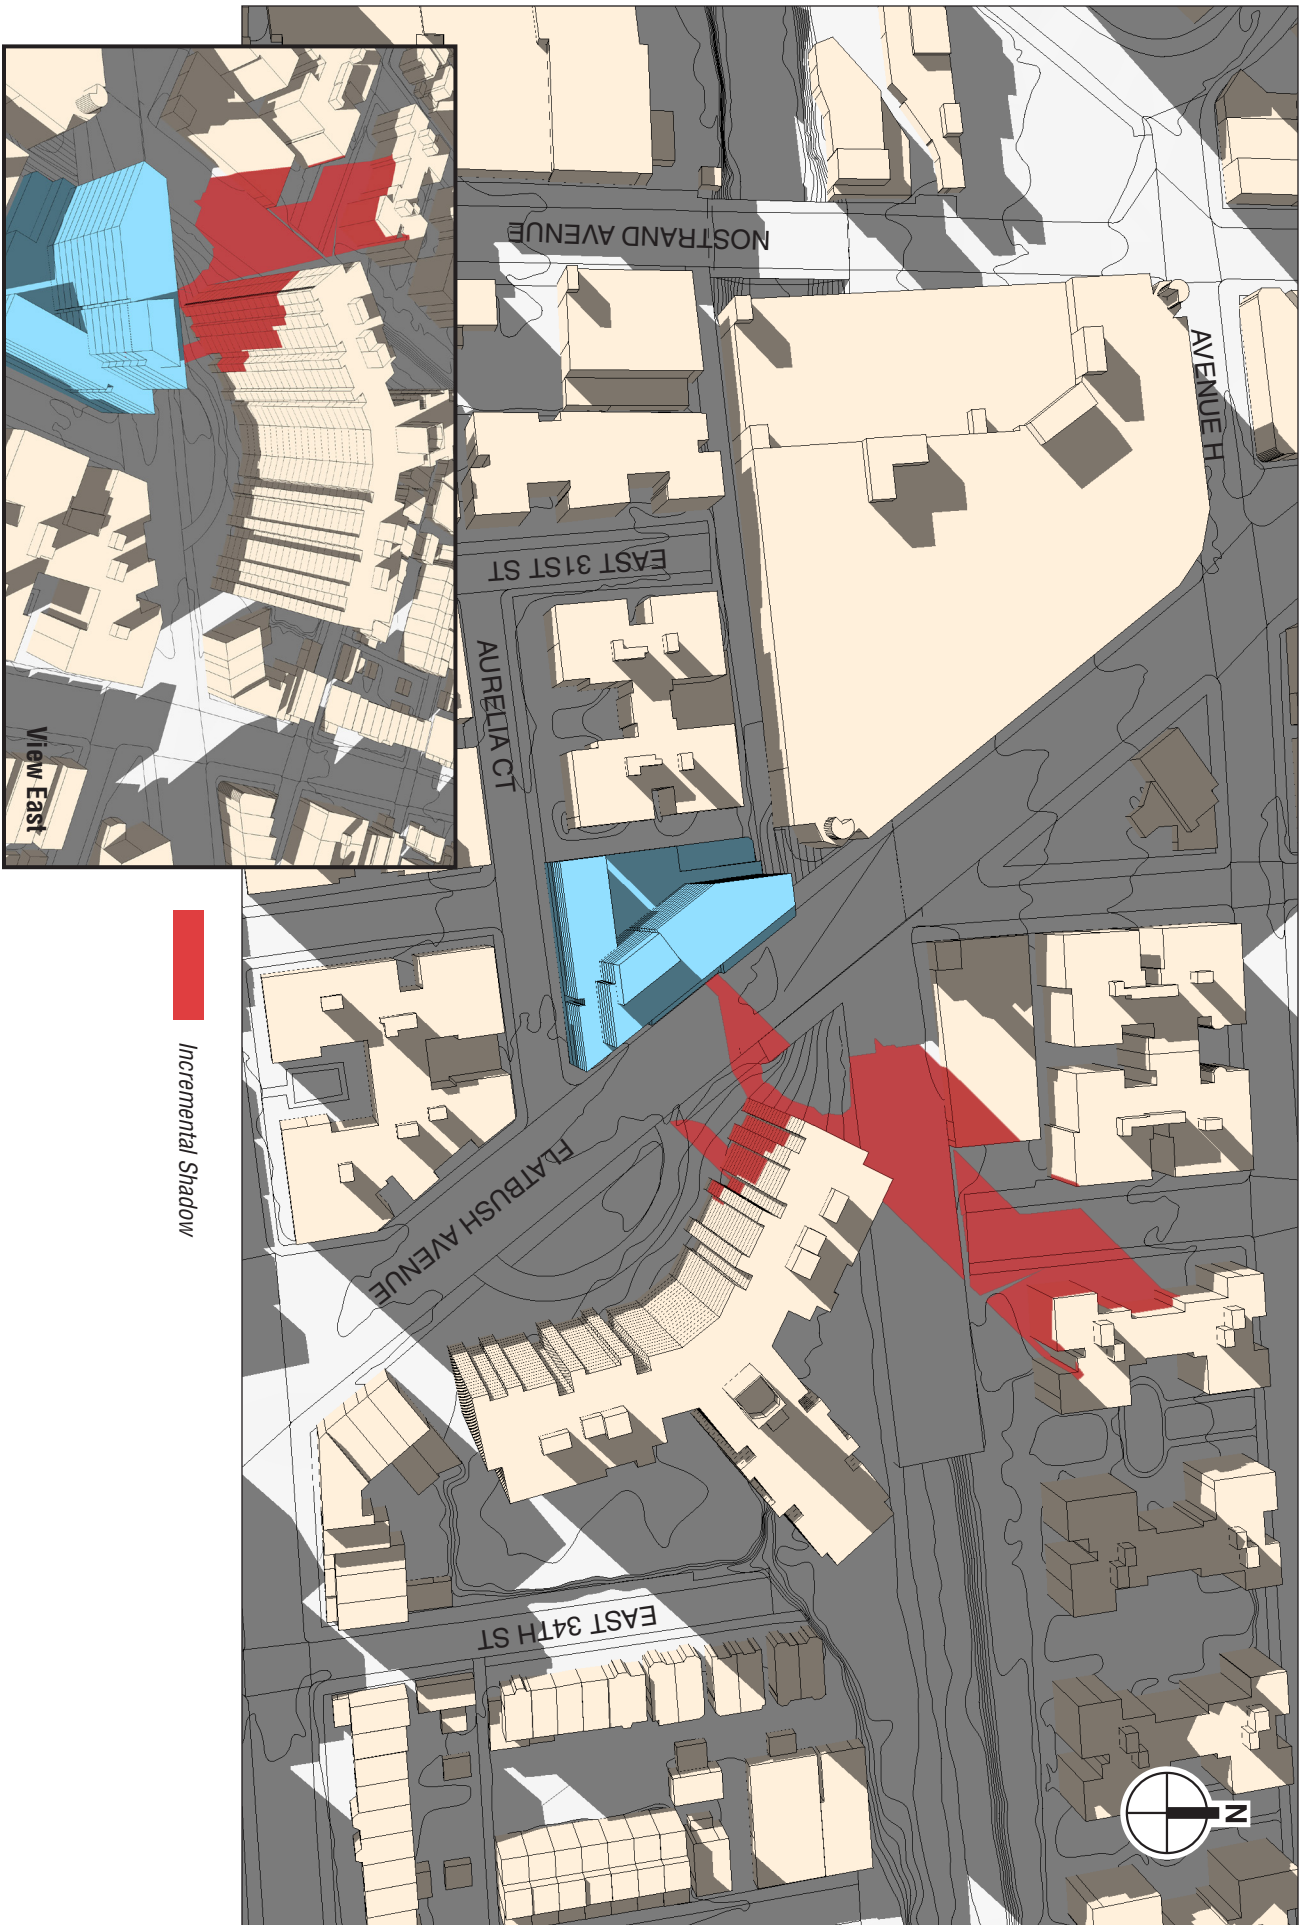 AVENUE H
NOSTRAND AVENUE
EAST 31ST ST
AURELIA CT
FLATBUSH AVENUE
EAST 34TH ST
N
View East
Incremental Shadow